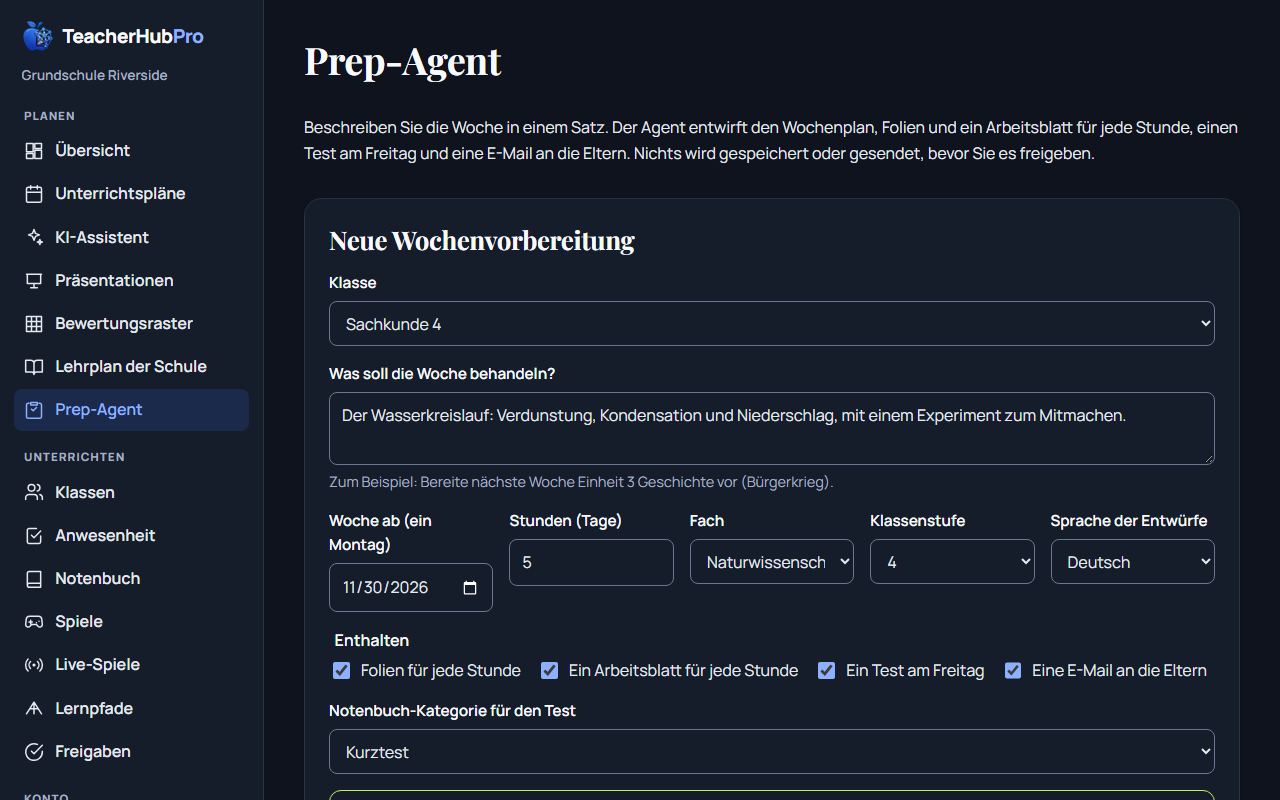 TeacherHubPro
Grundschule Riverside
PLANEN
Übersicht
Unterrichtspläne
KI-Assistent
Präsentationen
Bewertungsraster
Lehrplan der Schule
Prep-Agent
UNTERRICHTEN
Klassen
Anwesenheit
Notenbuch
Spiele
Live-Spiele
Lernpfade
Freigaben
KONTO
Prep-Agent
Beschreiben Sie die Woche in einem Satz. Der Agent entwirft den Wochenplan, Folien und ein Arbeitsblatt für jede Stunde, einen
Test am Freitag und eine E-Mail an die Eltern. Nichts wird gespeichert oder gesendet, bevor Sie es freigeben.
Neue Wochenvorbereitung
Klasse
Sachkunde 4
Was soll die Woche behandeln?
Der Wasserkreislauf: Verdunstung, Kondensation und Niederschlag, mit einem Experiment zum Mitmachen.
Zum Beispiel: Bereite nächste Woche Einheit 3 Geschichte vor (Bürgerkrieg).
Woche ab (ein
Montag)
11/30/2026
Stunden (Tage)
5
Fach
Naturwissensch
Klassenstufe
4
Sprache der Entwürfe
Deutsch
Enthalten
Folien für jede Stunde
Ein Arbeitsblatt für jede Stunde
Ein Test am Freitag
Eine E-Mail an die Eltern
Notenbuch-Kategorie für den Test
Kurztest